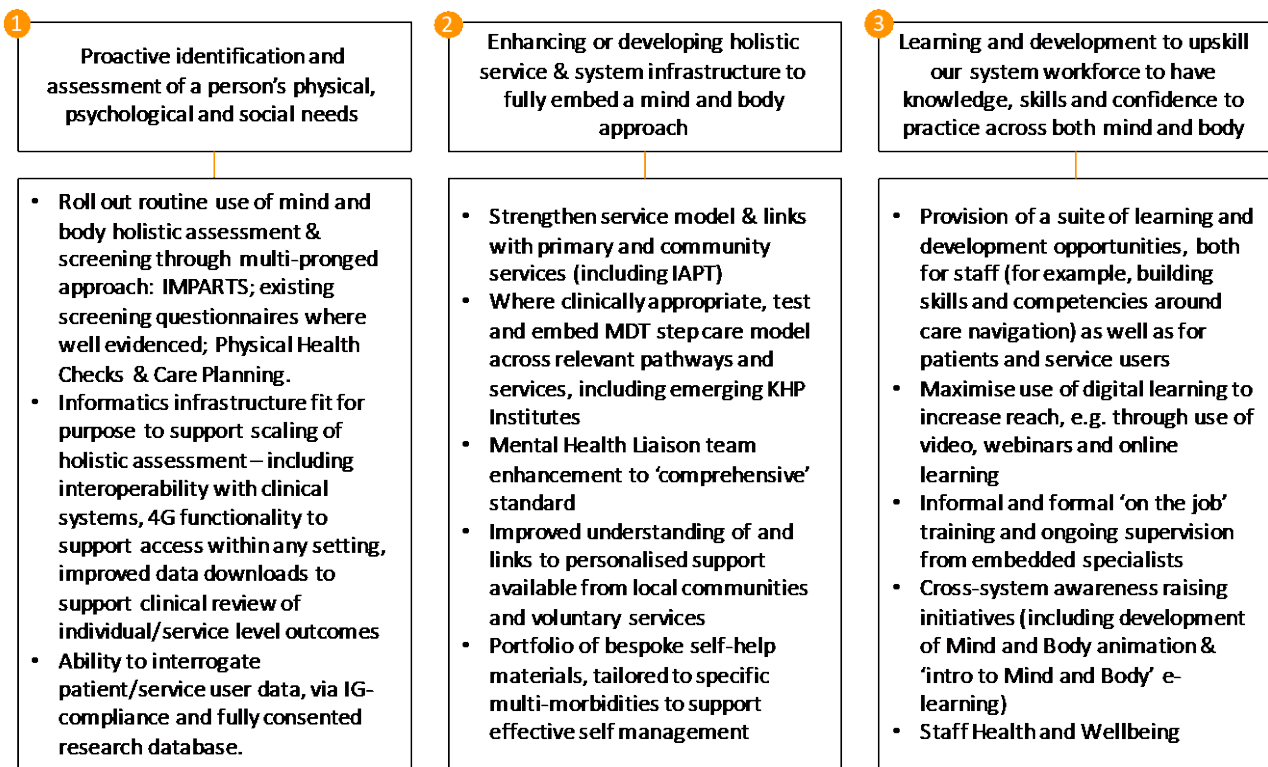 1
Proactive identification and
assessment of a person's physical,
psychological and social needs
• Roll out routine use of mind and
body holistic assessment &
screening through multi-pronged
approach: IMPARTS; existing
screening questionnaires where
well evidenced; Physical Health
Checks & Care Planning.
• Informatics infrastructure fit for
purpose to support scaling of
holistic assessment – including
interoperability with clinical
systems, 4G functionality to
support access within any setting,
improved data downloads to
support clinical review of
individual/service level outcomes
• Ability to interrogate
patient/service user data, via IG-
compliance and fully consented
research database.
2
Enhancing or developing holistic
service & system infrastructure to
fully embed a mind and body
approach
• Strengthen service model & links
with primary and community
services (including IAPT)
• Where clinically appropriate, test
and embed MDT step care model
across relevant pathways and
services, including emerging KHP
Institutes
• Mental Health Liaison team
enhancement to 'comprehensive'
standard
• Improved understanding of and
links to personalised support
available from local communities
and voluntary services
• Portfolio of bespoke self-help
materials, tailored to specific
multi-morbidities to support
effective self management
3
Learning and development to upskill
our system workforce to have
knowledge, skills and confidence to
practice across both mind and body
• Provision of a suite of learning and
development opportunities, both
for staff (for example, building
skills and competencies around
care navigation) as well as for
patients and service users
• Maximise use of digital learning to
increase reach, e.g. through use of
video, webinars and online
learning
• Informal and formal 'on the job'
training and ongoing supervision
from embedded specialists
• Cross-system awareness raising
initiatives (including development
of Mind and Body animation &
'intro to Mind and Body' e-
learning)
• Staff Health and Wellbeing